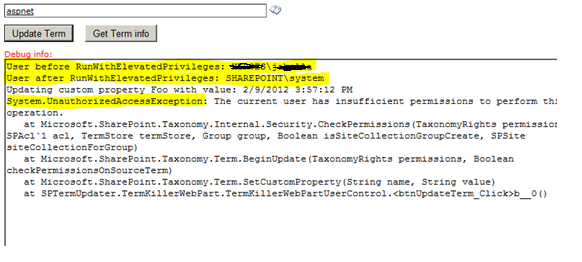 aspnet
Update Term Get Term info
Debug info:
User before RunWithElevatedPrivileges:
User after RunWithElevatedPrivileges: SHAREPOINT\system
Updating custom property Foo with value: 2/9/2012 3:57:12 PM
System.UnauthorizedAccessException: The current user has insufficient permissions to perform thi
operation.
at Microsoft.SharePoint.Taxonomy.Internal.Security.CheckPermissions(TaxonomyRights permission
SPAcl`1 acl, TermStore termStore, Group group, Boolean isSiteCollectionGroupCreate, SPSite
siteCollectionForGroup)
at Microsoft.SharePoint.Taxonomy.Term.BeginUpdate(TaxonomyRights permissions, Boolean
checkPermissionsOnSourceTerm)
at Microsoft.SharePoint.Taxonomy.Term.SetCustomProperty(String name, String value)
at SPTermUpdater.TermKillerWebPart.TermKillerWebPartUserControl.<btnUpdateTerm_Click>b__0()